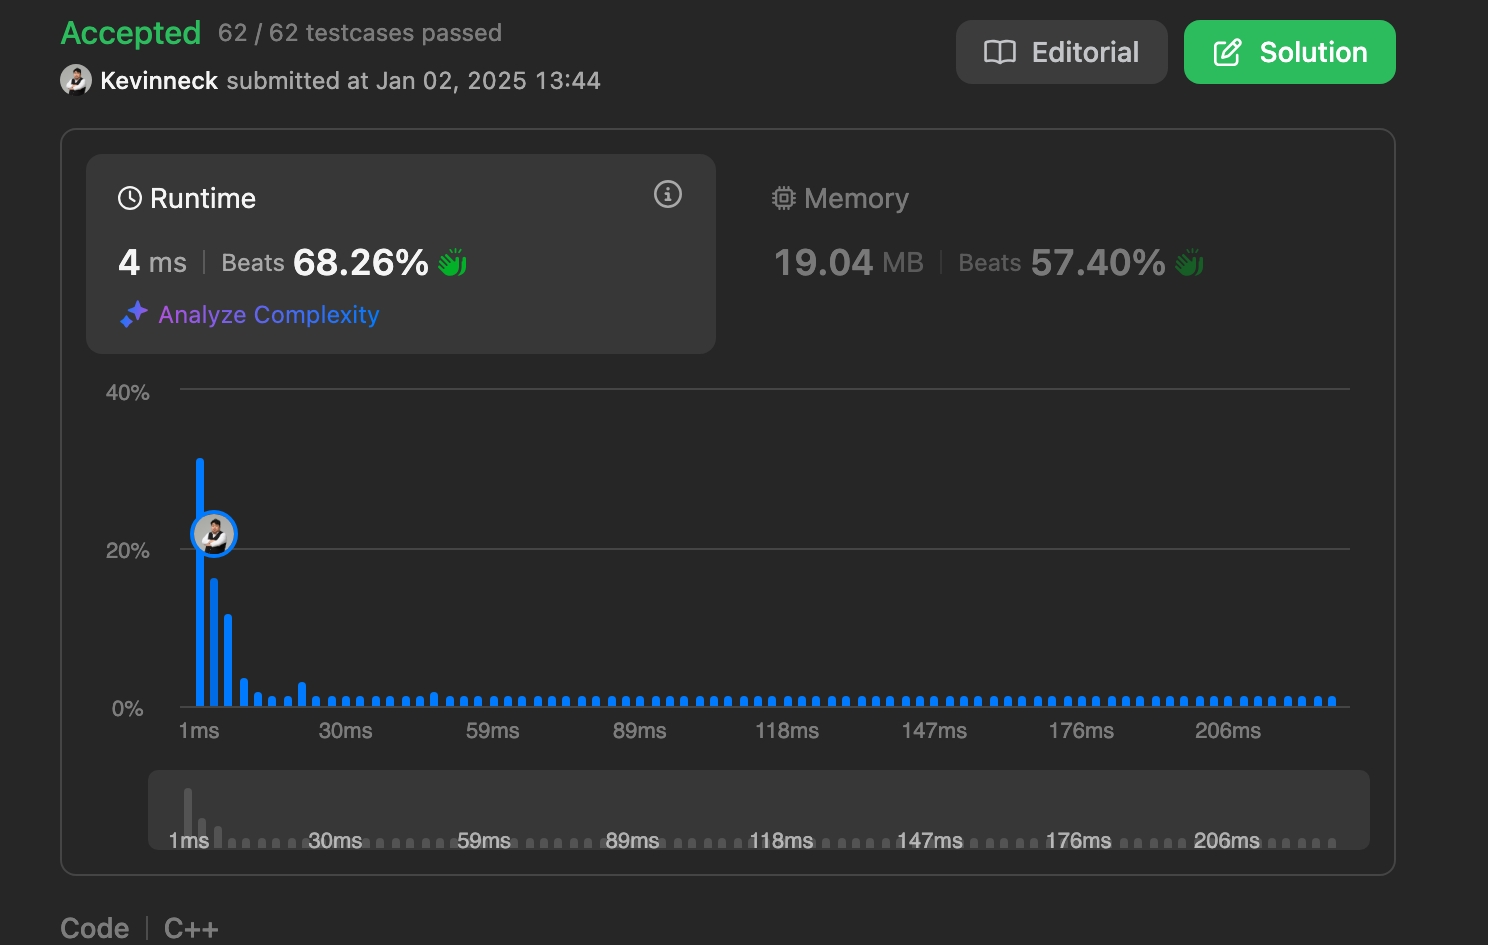 Accepted 62 / 62 testcases passed
Editorial
Solution
Kevinneck submitted at Jan 02, 2025 13:44
Runtime
4 ms | Beats 68.26%
Analyze Complexity
Memory
19.04 MB | Beats 57.40%
40%
20%
0%
1ms 30ms 59ms 89ms 118ms 147ms 176ms 206ms
1ms 30ms 59ms 89ms 118ms 147ms 176ms 206ms
Code | C++